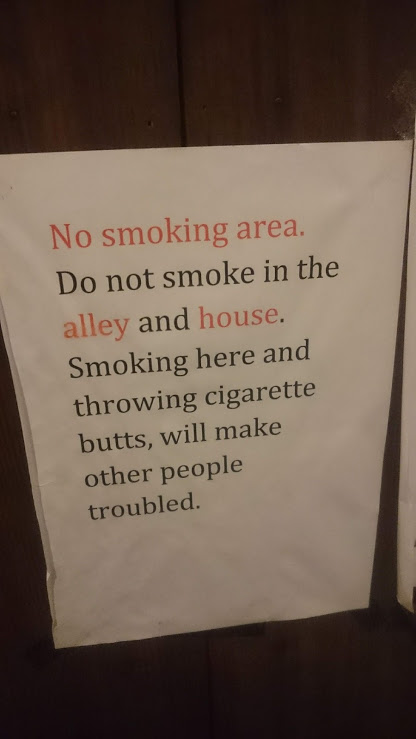 No smoking area.
Do not smoke in the
alley and house.
Smoking here and
throwing cigarette
butts, will make
other people
troubled.